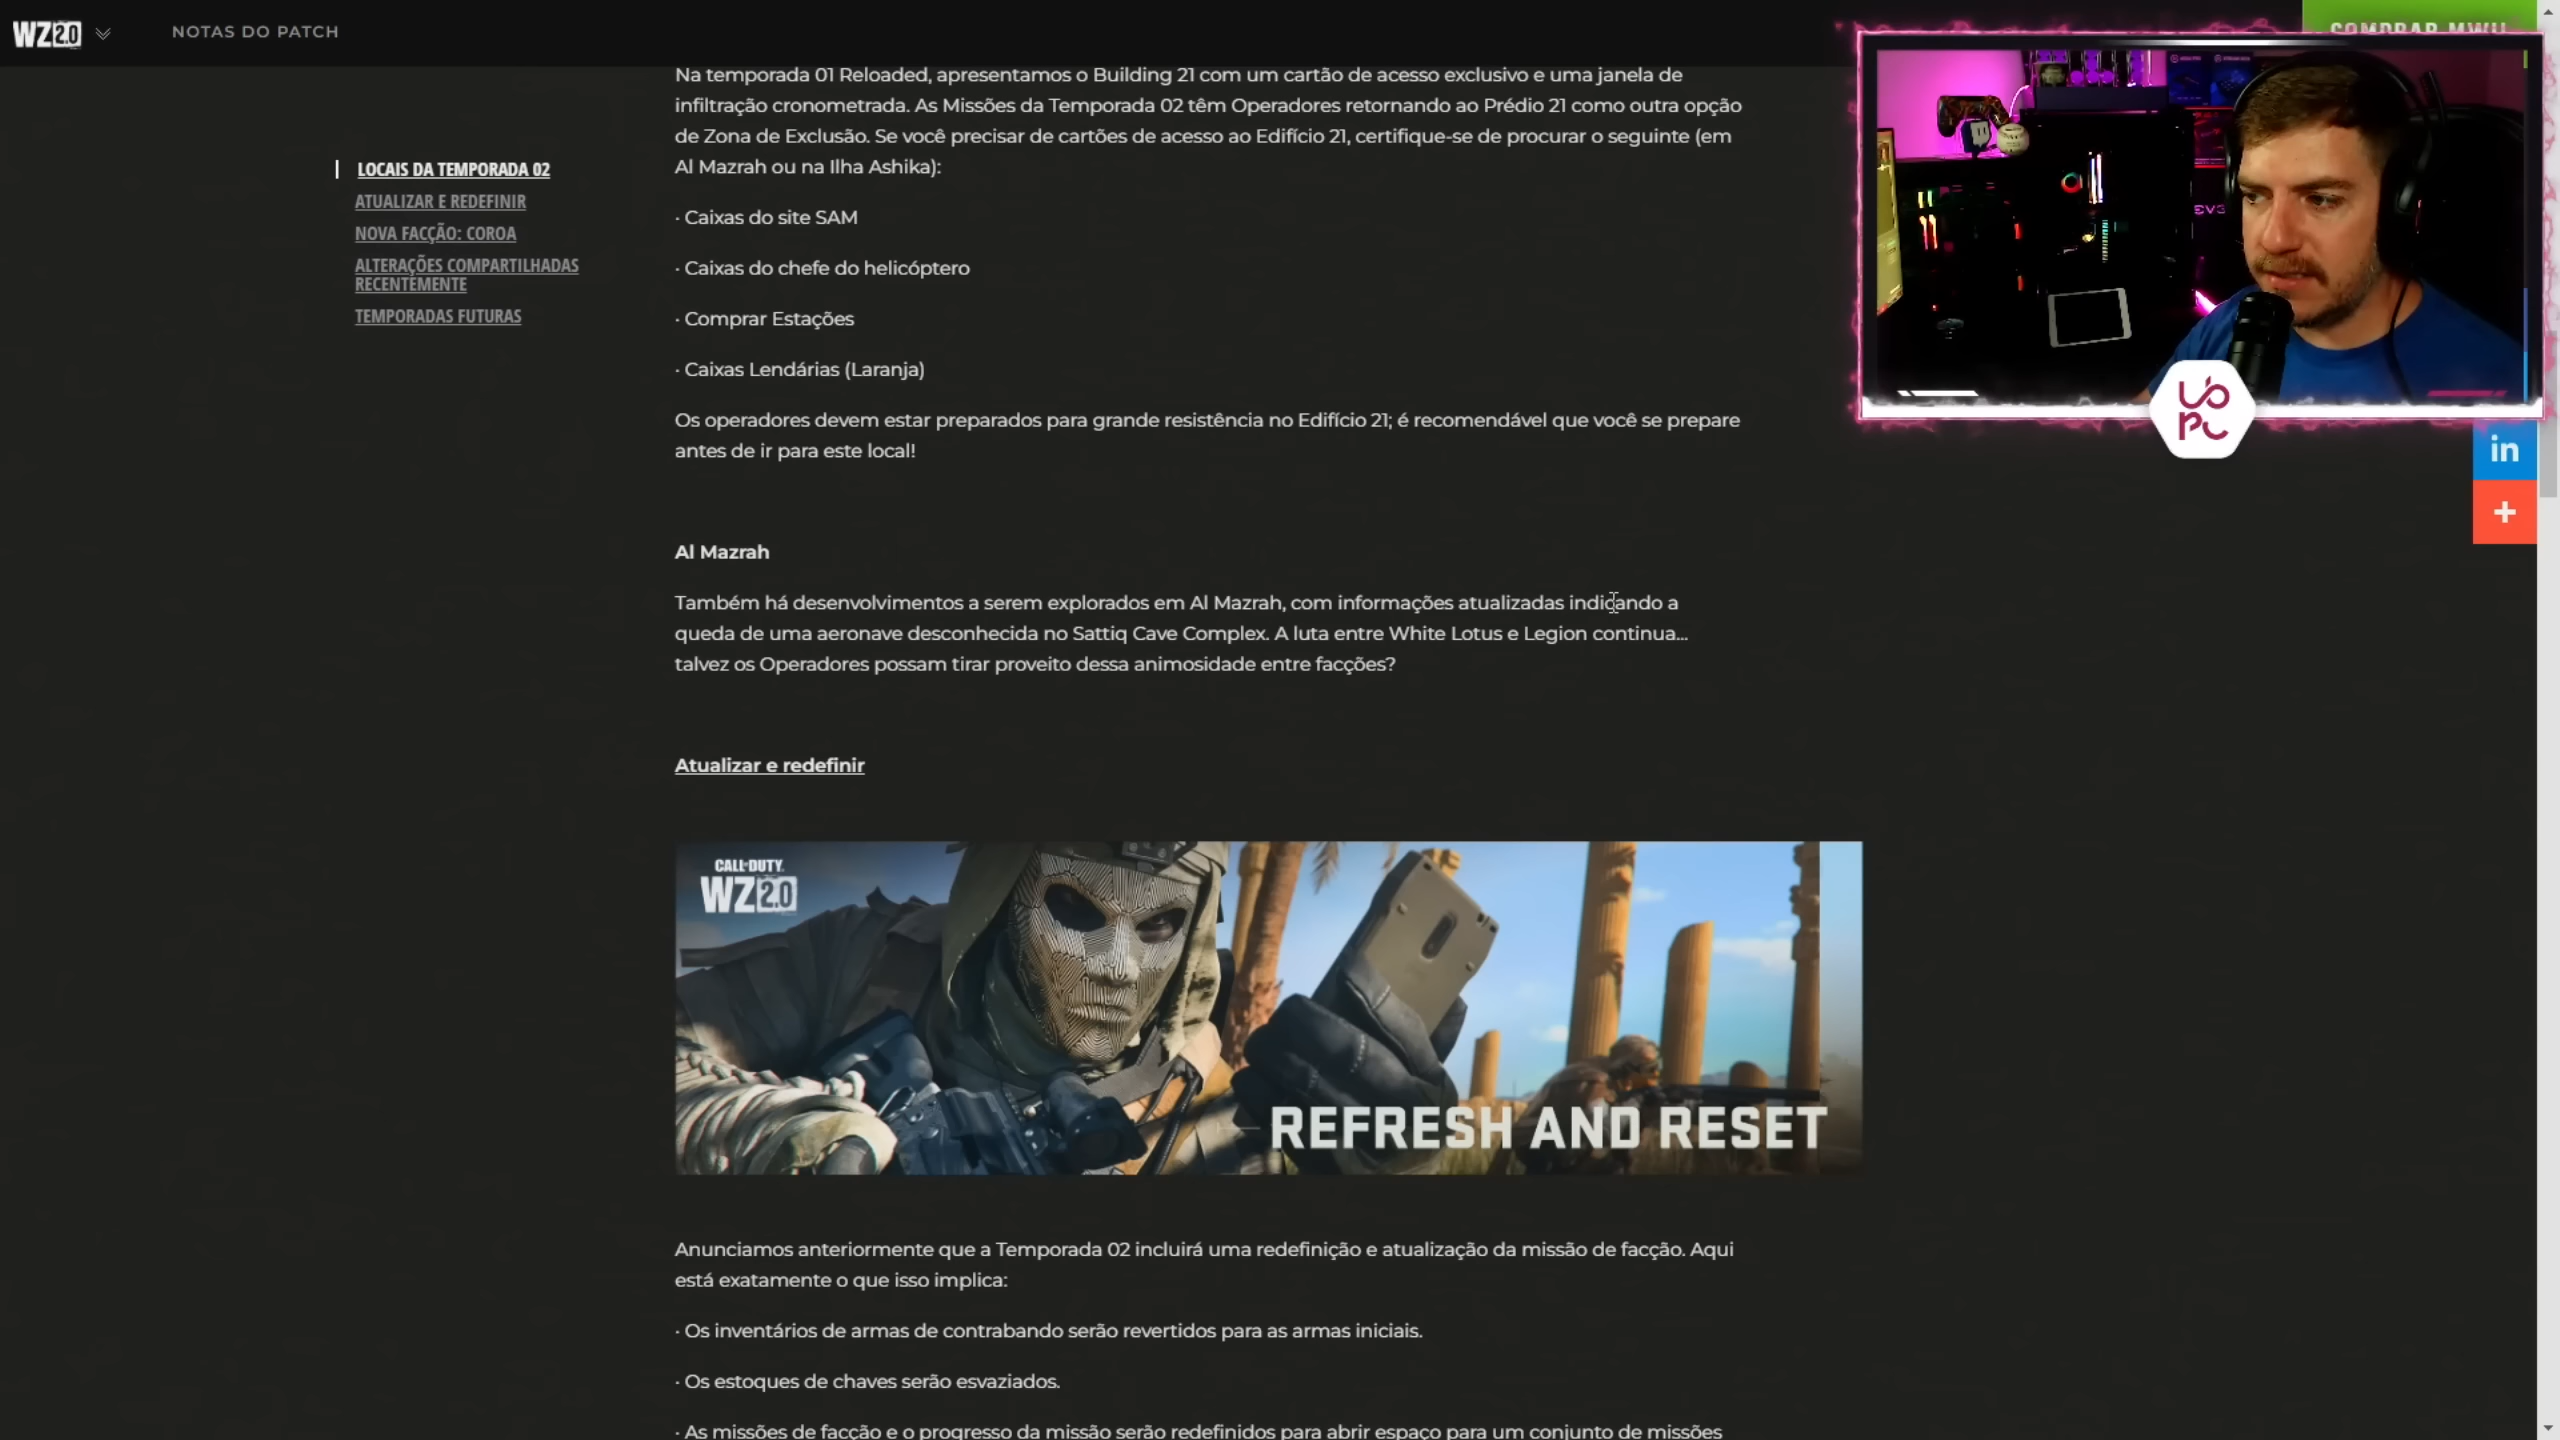 WZ 2.0
NOTAS DO PATCH
COMPRAR MWII
LOCAIS DA TEMPORADA 02
ATUALIZAR E REDEFINIR
NOVA FACÇÃO: COROA
ALTERAÇÕES COMPARTILHADAS
RECENTEMENTE
TEMPORADAS FUTURAS
Na temporada 01 Reloaded, apresentamos o Building 21 com um cartão de acesso exclusivo e uma janela de
infiltração cronometrada. As Missões da Temporada 02 têm Operadores retornando ao Prédio 21 como outra opção
de Zona de Exclusão. Se você precisar de cartões de acesso ao Edifício 21, certifique-se de procurar o seguinte (em
Al Mazrah ou na Ilha Ashika):
· Caixas do site SAM
· Caixas do chefe do helicóptero
· Comprar Estações
· Caixas Lendárias (Laranja)
Os operadores devem estar preparados para grande resistência no Edifício 21; é recomendável que você se prepare
antes de ir para este local!
Al Mazrah
Também há desenvolvimentos a serem explorados em Al Mazrah, com informações atualizadas indicando a
queda de uma aeronave desconhecida no Sattiq Cave Complex. A luta entre White Lotus e Legion continua...
talvez os Operadores possam tirar proveito dessa animosidade entre facções?
Atualizar e redefinir
CALL OF DUTY
WZ 2.0
REFRESH AND RESET
Anunciamos anteriormente que a Temporada 02 incluirá uma redefinição e atualização da missão de facção. Aqui
está exatamente o que isso implica:
· Os inventários de armas de contrabando serão revertidos para as armas iniciais.
· Os estoques de chaves serão esvaziados.
· As missões de facção e o progresso da missão serão redefinidos para abrir espaço para um conjunto de missões
in
+